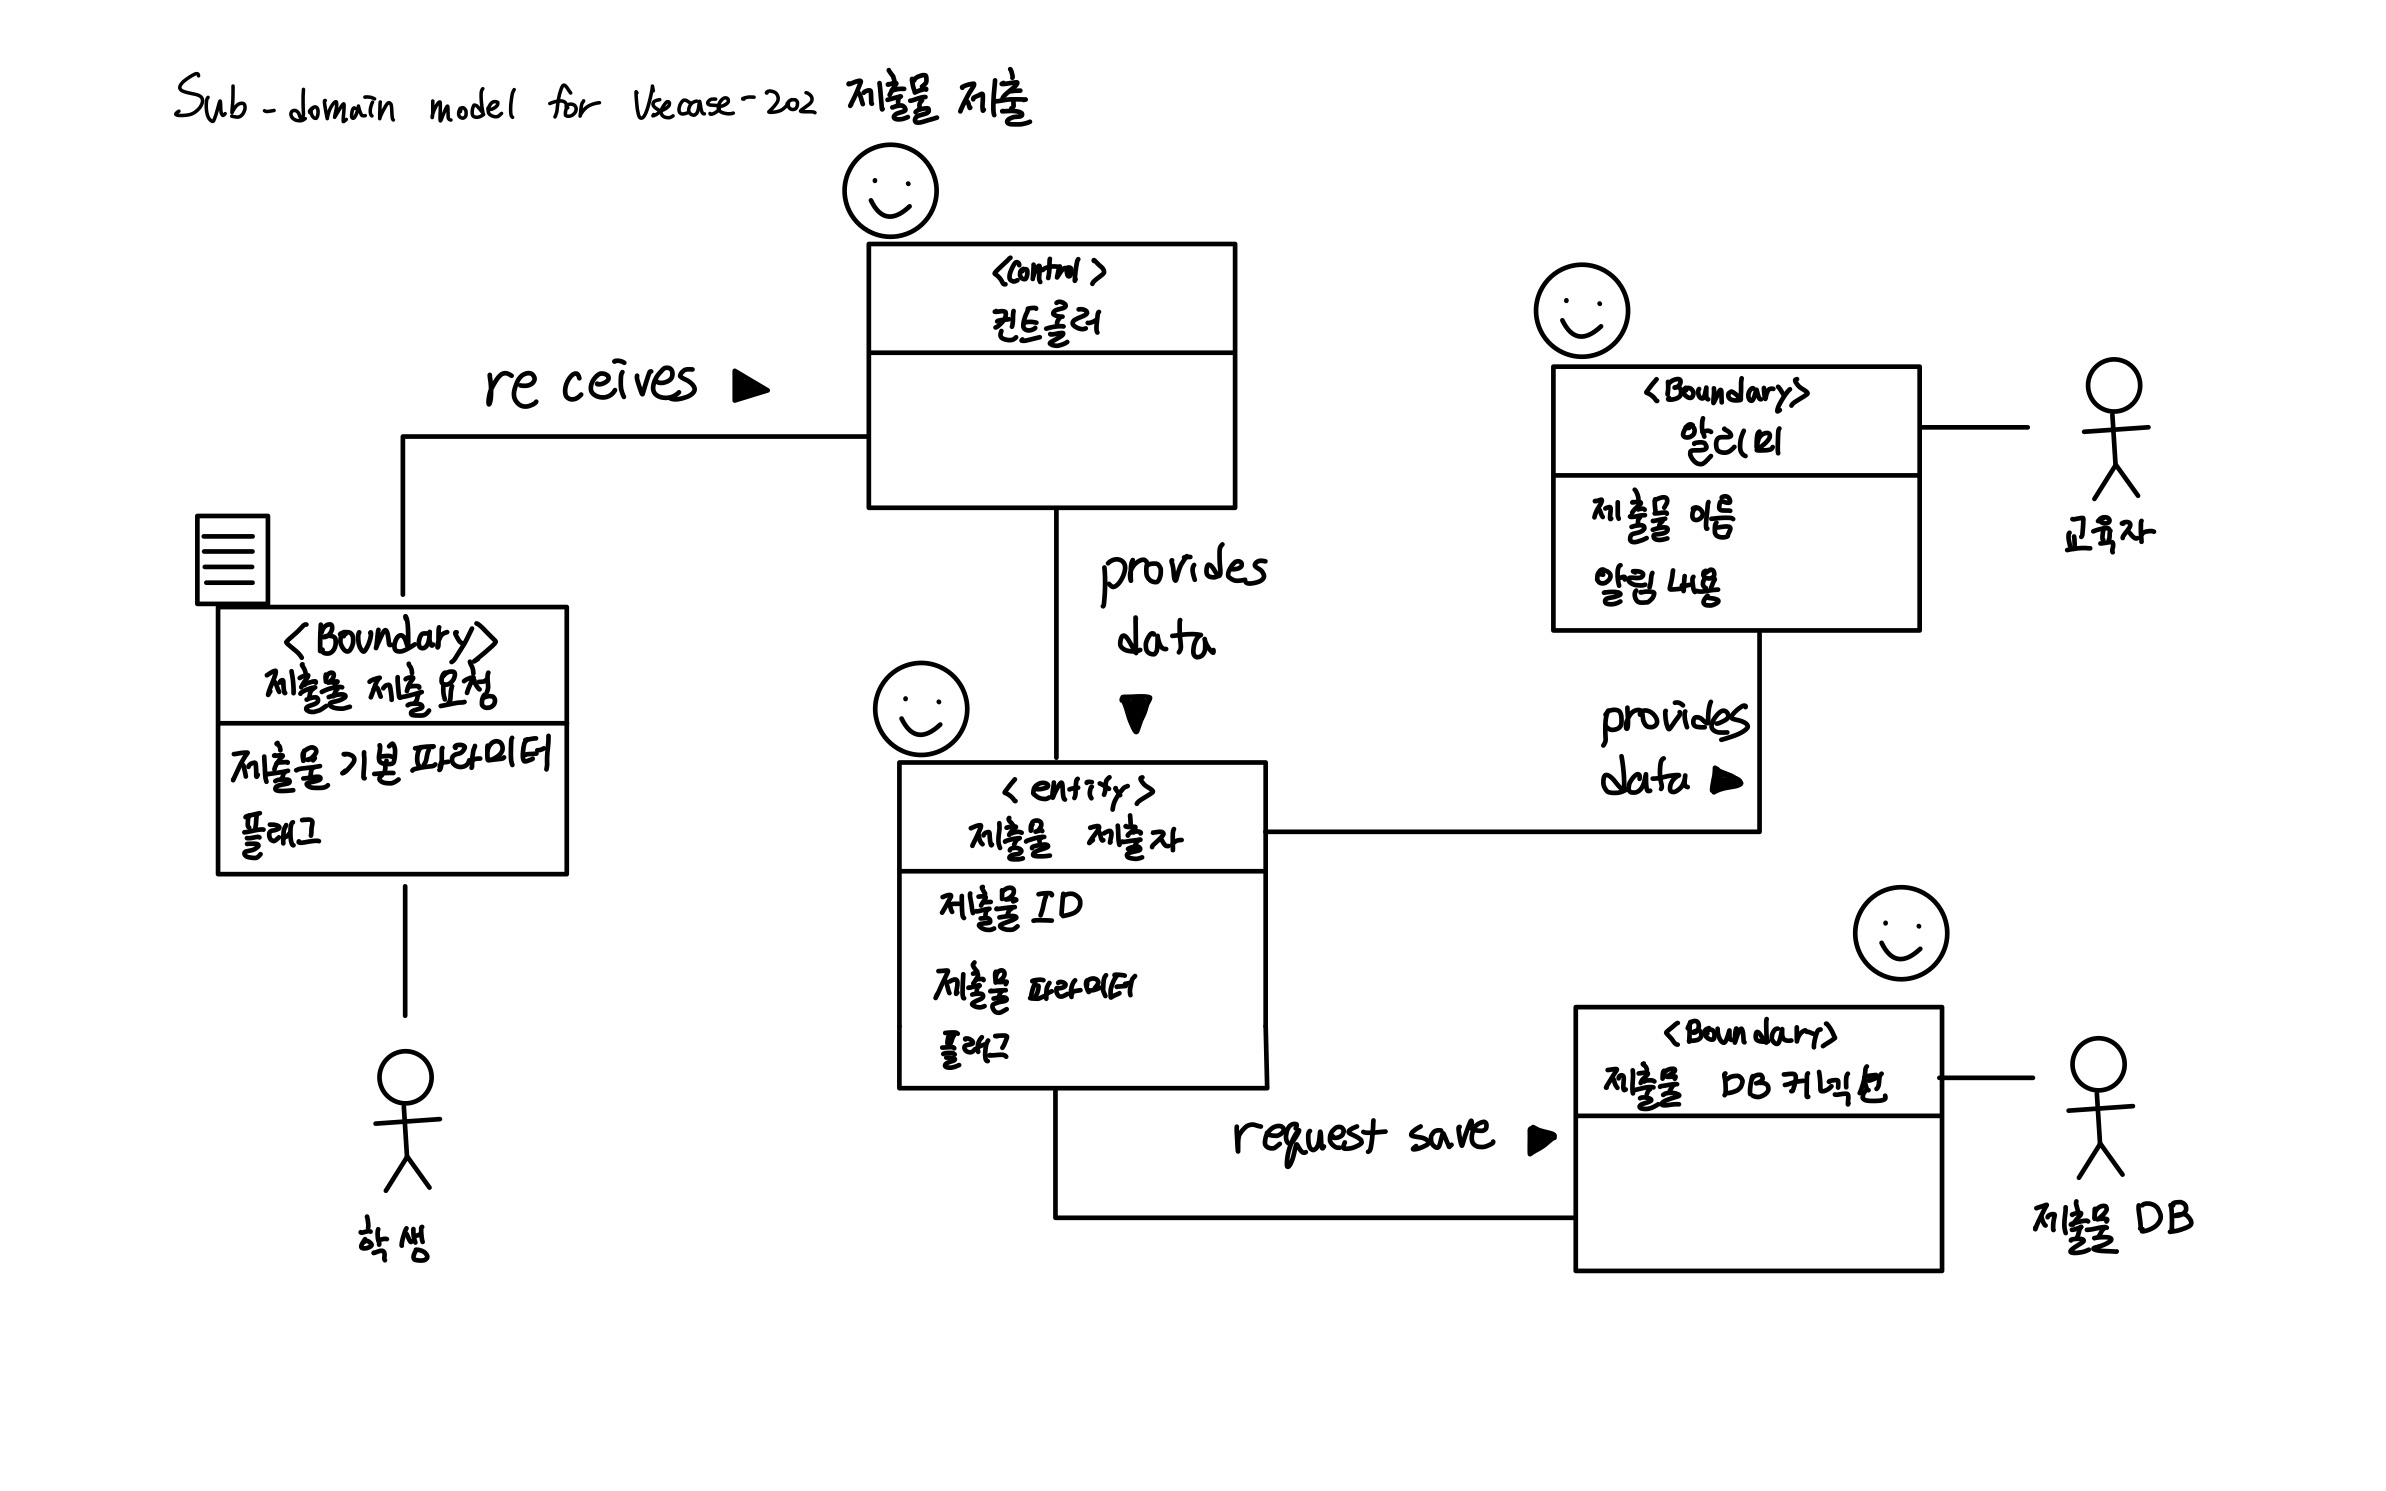 Sub-domain model for Usecase-202 제출물 제출
<Control>
컨트롤러
receives
<Boundary>
알리미
제출물 이름
알림 내용
교육자
provides
data
<Boundary>
제출물 제출요청
제출물 기본 파라미터
플래그
provides
data
<entity>
제출물 제출자
제출물 ID
제출물 파라미터
플래그
<Boundary>
제출물 DB 커넥션
request save
제출물 DB
학생